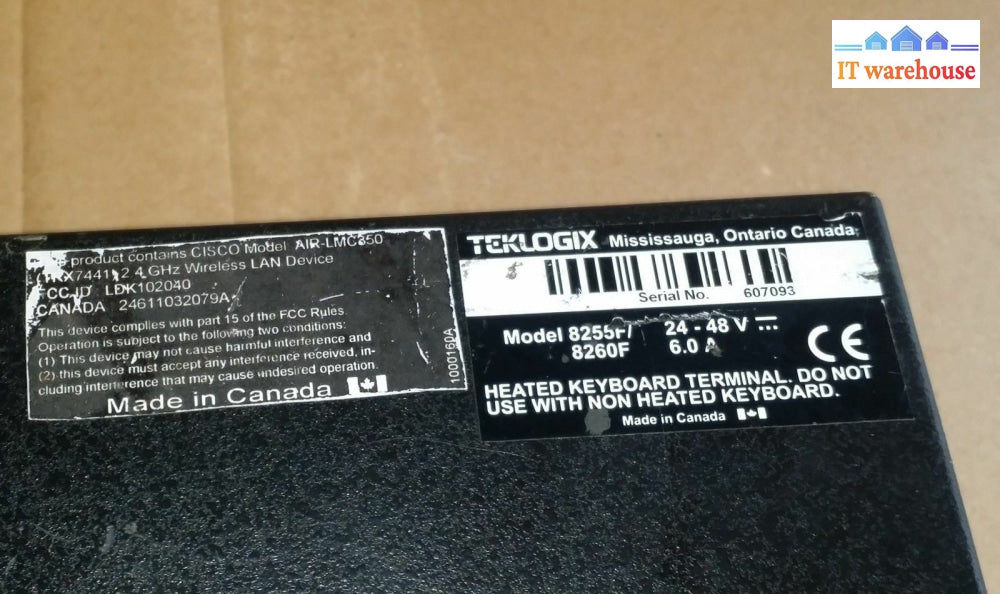 IT warehouse
product contains CISCO Model AIR-LMC350
2.4 GHz Wireless LAN Device
FCC ID LDK102040
CANADA 24611032079A
This device complies with part 15 of the FCC Rules.
Operation is subject to the following two conditions:
(1) This device may not cause harmful interference and
(2) this device must accept any interference received, in-
cluding interference that may cause undesired operation.
Made in Canada
1000160A
TEKLOGIX Mississauga, Ontario Canada
Serial No. 607093
Model 8255F/ 24 - 48 V
8260F 6.0 A
CE
HEATED KEYBOARD TERMINAL. DO NOT
USE WITH NON HEATED KEYBOARD.
Made in Canada